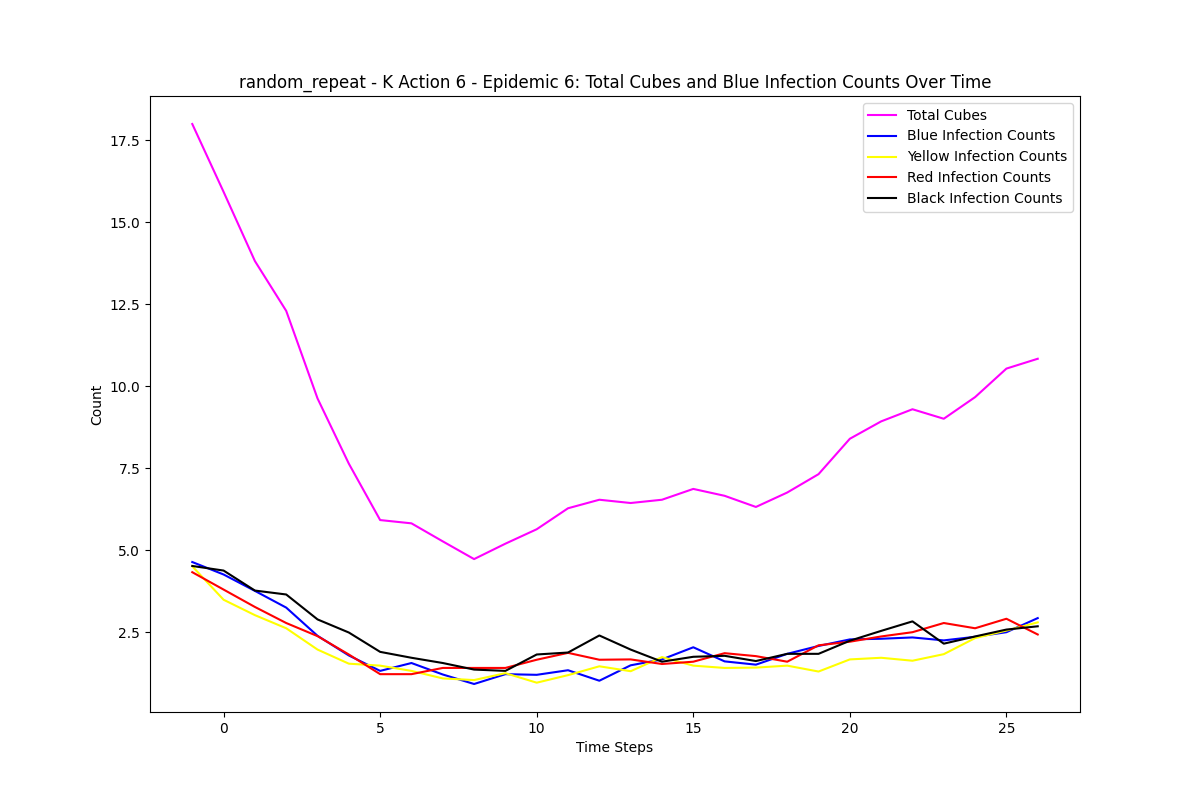 random_repeat - K Action 6 - Epidemic 6: Total Cubes and Blue Infection Counts Over Time
Total Cubes
Blue Infection Counts
Yellow Infection Counts
Red Infection Counts
Black Infection Counts
17.5
15.0
12.5
10.0
7.5
5.0
2.5
Count
0 5 10 15 20 25
Time Steps